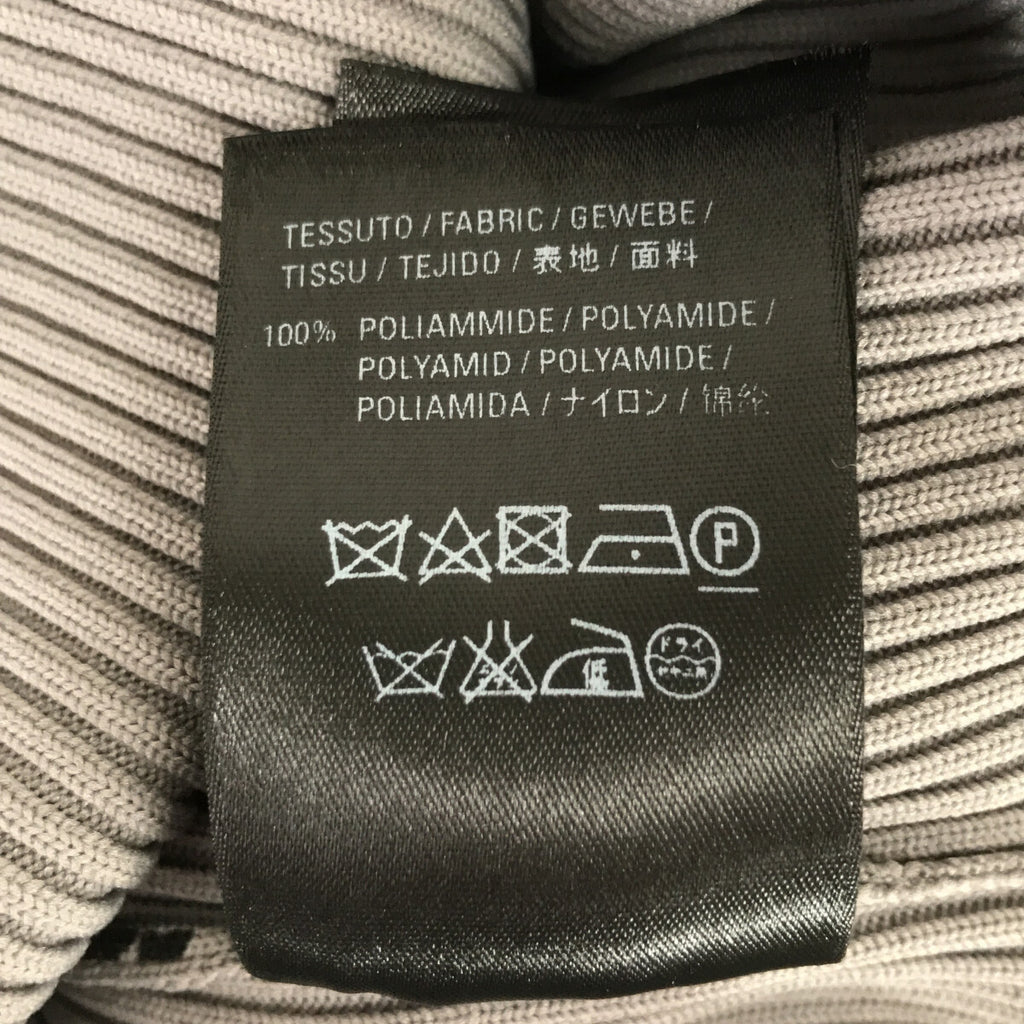 TESSUTO / FABRIC / GEWEBE /
TISSU / TEJIDO / 表地 / 面料
100% POLIAMMIDE / POLYAMIDE /
POLYAMID / POLYAMIDE /
POLIAMIDA / ナイロン / 锦纶
P
低
ドライ